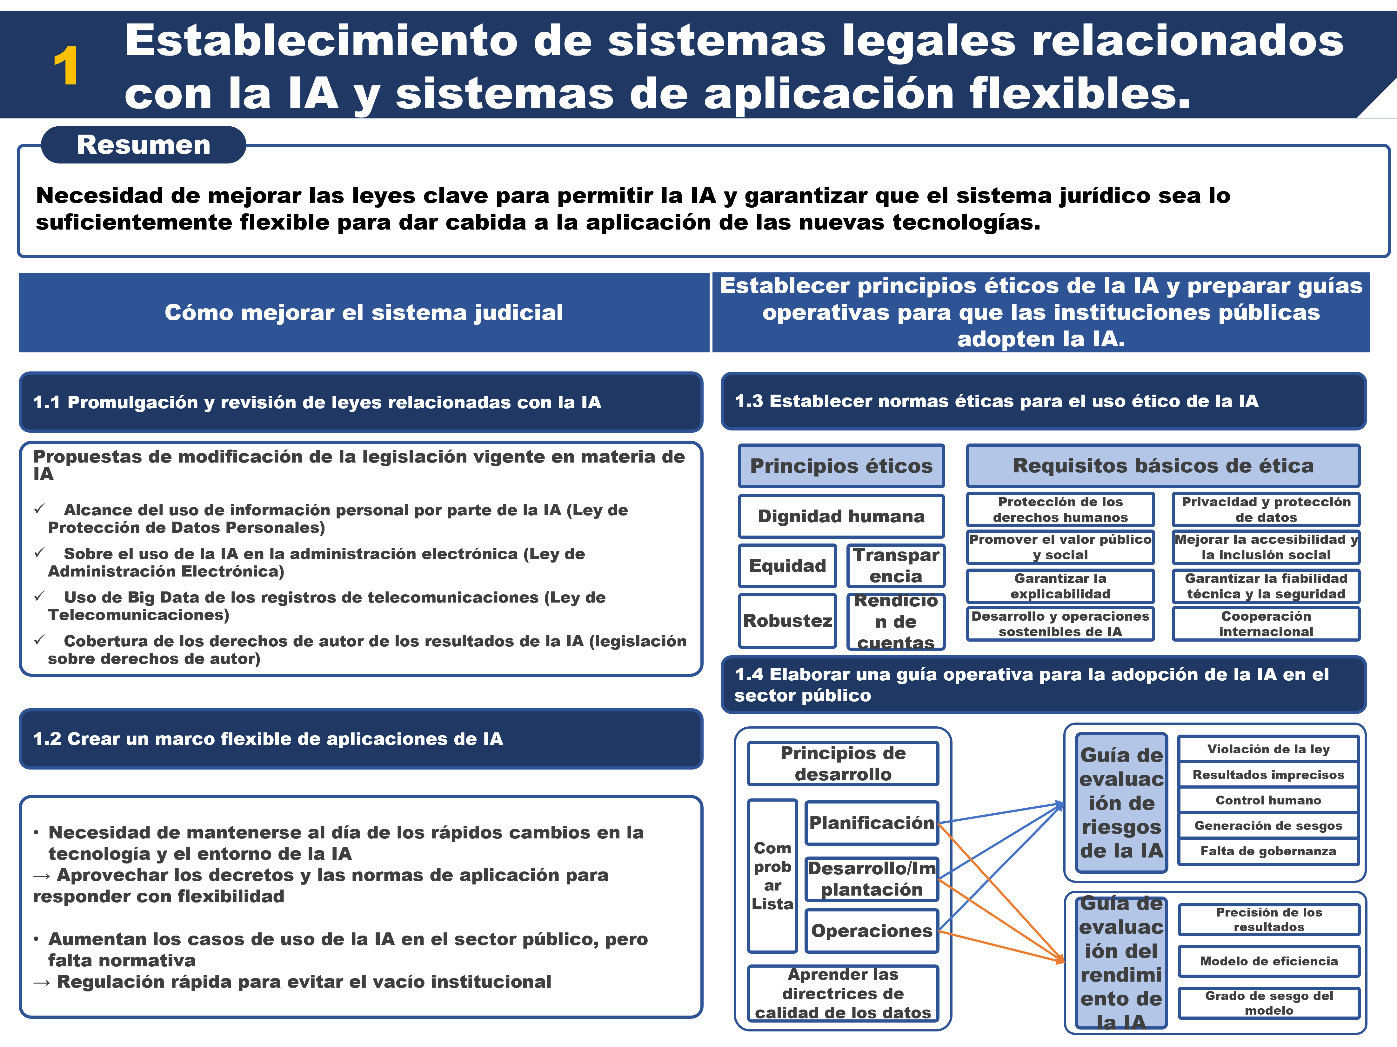 1
Establecimiento de sistemas legales relacionados
con la IA y sistemas de aplicación flexibles.
Resumen
Necesidad de mejorar las leyes clave para permitir la IA y garantizar que el sistema jurídico sea lo
suficientemente flexible para dar cabida a la aplicación de las nuevas tecnologías.
Cómo mejorar el sistema judicial
1.1 Promulgación y revisión de leyes relacionadas con la IA
Propuestas de modificación de la legislación vigente en materia de
IA
✓ Alcance del uso de información personal por parte de la IA (Ley de
Protección de Datos Personales)
✓ Sobre el uso de la IA en la administración electrónica (Ley de
Administración Electrónica)
✓ Uso de Big Data de los registros de telecomunicaciones (Ley de
Telecomunicaciones)
✓ Cobertura de los derechos de autor de los resultados de la IA (legislación
sobre derechos de autor)
1.2 Crear un marco flexible de aplicaciones de IA
• Necesidad de mantenerse al día de los rápidos cambios en la
tecnología y el entorno de la IA
→ Aprovechar los decretos y las normas de aplicación para
responder con flexibilidad
• Aumentan los casos de uso de la IA en el sector público, pero
falta normativa
→ Regulación rápida para evitar el vacío institucional
Establecer principios éticos de la IA y preparar guías
operativas para que las instituciones públicas
adopten la IA.
1.3 Establecer normas éticas para el uso ético de la IA
Principios éticos
Dignidad humana
Equidad
Transpar
encia
Robustez
Rendició
n de
cuentas
Requisitos básicos de ética
Protección de los
derechos humanos
Privacidad y protección
de datos
Promover el valor público
y social
Mejorar la accesibilidad y
la inclusión social
Garantizar la
explicabilidad
Garantizar la fiabilidad
técnica y la seguridad
Desarrollo y operaciones
sostenibles de IA
Cooperación
internacional
1.4 Elaborar una guía operativa para la adopción de la IA en el
sector público
Principios de
desarrollo
Com
prob
ar
Lista
Planificación
Desarrollo/Im
plantación
Operaciones
Aprender las
directrices de
calidad de los datos
Guía de
evaluac
ión de
riesgos
de la IA
Violación de la ley
Resultados imprecisos
Control humano
Generación de sesgos
Falta de gobernanza
Guía de
evaluac
ión del
rendimi
ento de
la IA
Precisión de los
resultados
Modelo de eficiencia
Grado de sesgo del
modelo